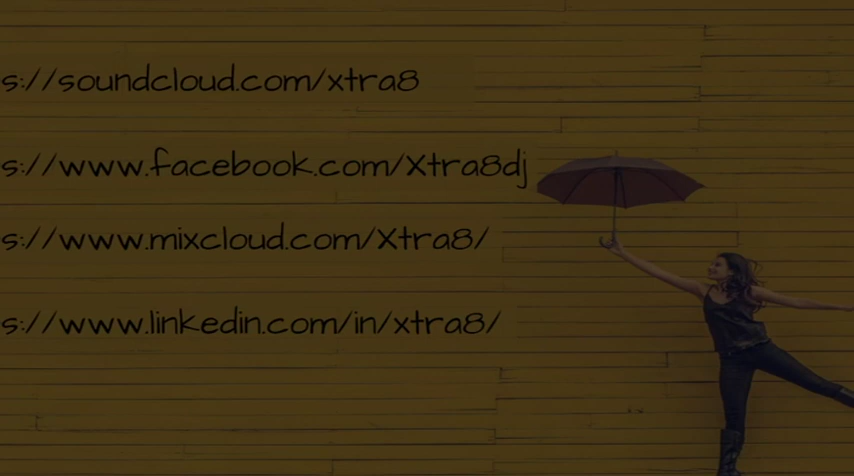 s://soundcloud.com/xtra8
s://www.facebook.com/Xtra8dj
s://www.mixcloud.com/Xtra8/
s://www.linkedin.com/in/xtra8/